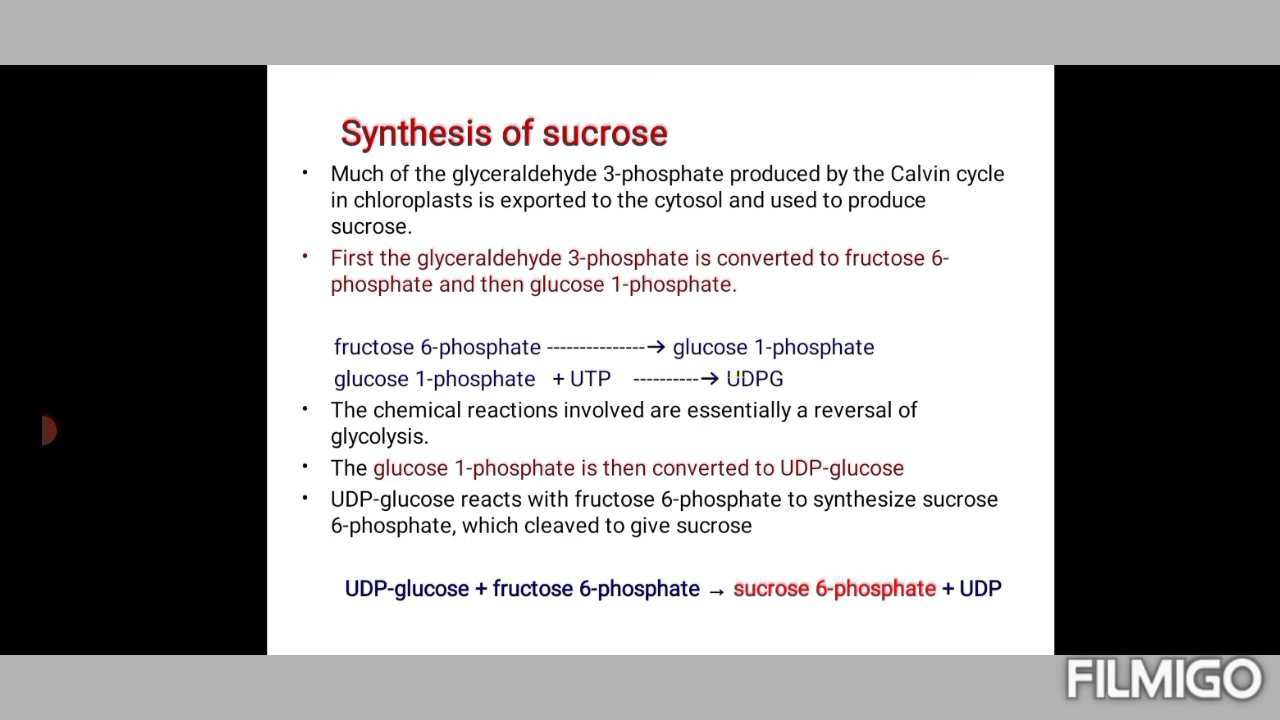 Synthesis of sucrose
• Much of the glyceraldehyde 3-phosphate produced by the Calvin cycle
in chloroplasts is exported to the cytosol and used to produce
sucrose.
• First the glyceraldehyde 3-phosphate is converted to fructose 6-
phosphate and then glucose 1-phosphate.
fructose 6-phosphate ---------------→ glucose 1-phosphate
glucose 1-phosphate + UTP ----------→ UDPG
• The chemical reactions involved are essentially a reversal of
glycolysis.
• The glucose 1-phosphate is then converted to UDP-glucose
• UDP-glucose reacts with fructose 6-phosphate to synthesize sucrose
6-phosphate, which cleaved to give sucrose
UDP-glucose + fructose 6-phosphate → sucrose 6-phosphate + UDP
FILMIGO